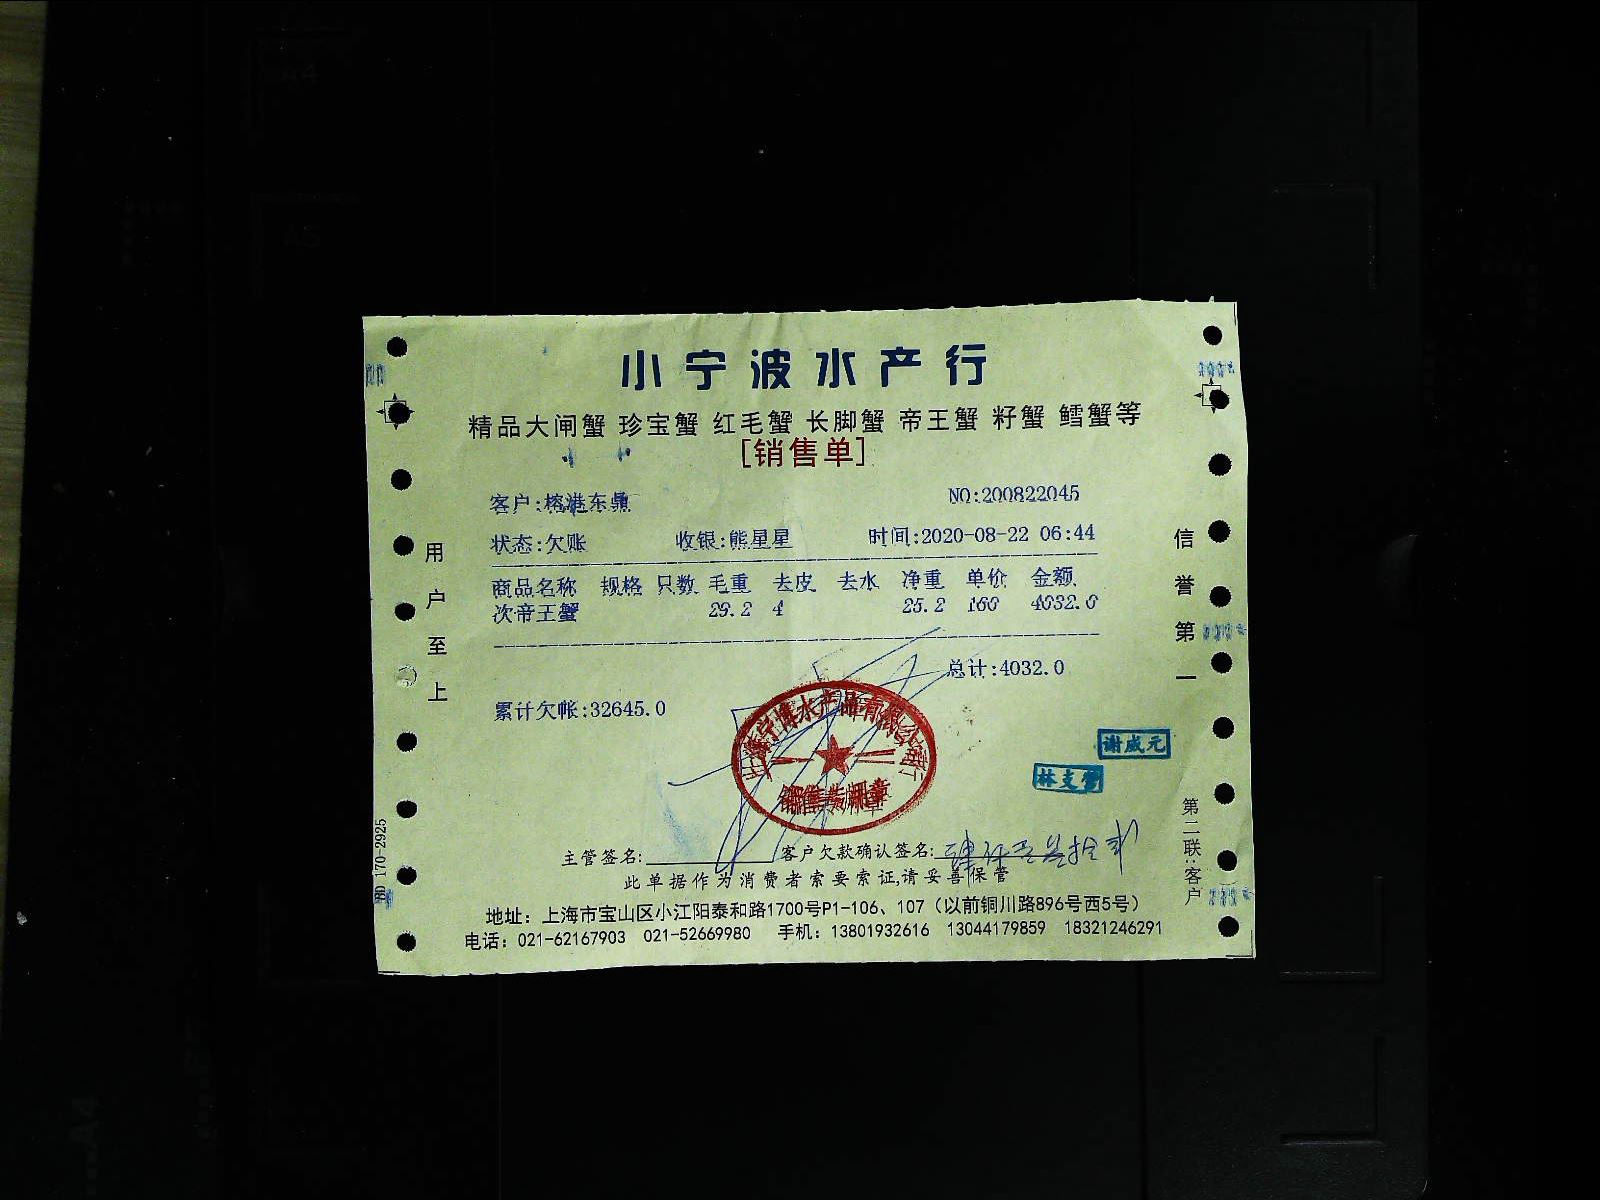 小宁波水产行
精品大闸蟹 珍宝蟹 红毛蟹 长脚蟹 帝王蟹 籽蟹 鳕蟹等
[销售单]
客户:榕港东鼎 NO:200822045
状态:欠账 收银:熊星星 时间:2020-08-22 06:44
商品名称 规格 只数 毛重 去皮 去水 净重 单价 金额
次帝王蟹 29.2 4 25.2 160 4032.0
总计:4032.0
累计欠帐:32645.0
用户至上
信誉第一
谢威元
林支
销售专用章
第二联:客户
170-2925
主管签名: 客户欠款确认签名:
此单据作为消费者索要索证,请妥善保管
地址：上海市宝山区小江阳泰和路1700号P1-106、107（以前铜川路896号西5号）
电话：021-62167903 021-52669980 手机：13801932616 13044179859 18321246291